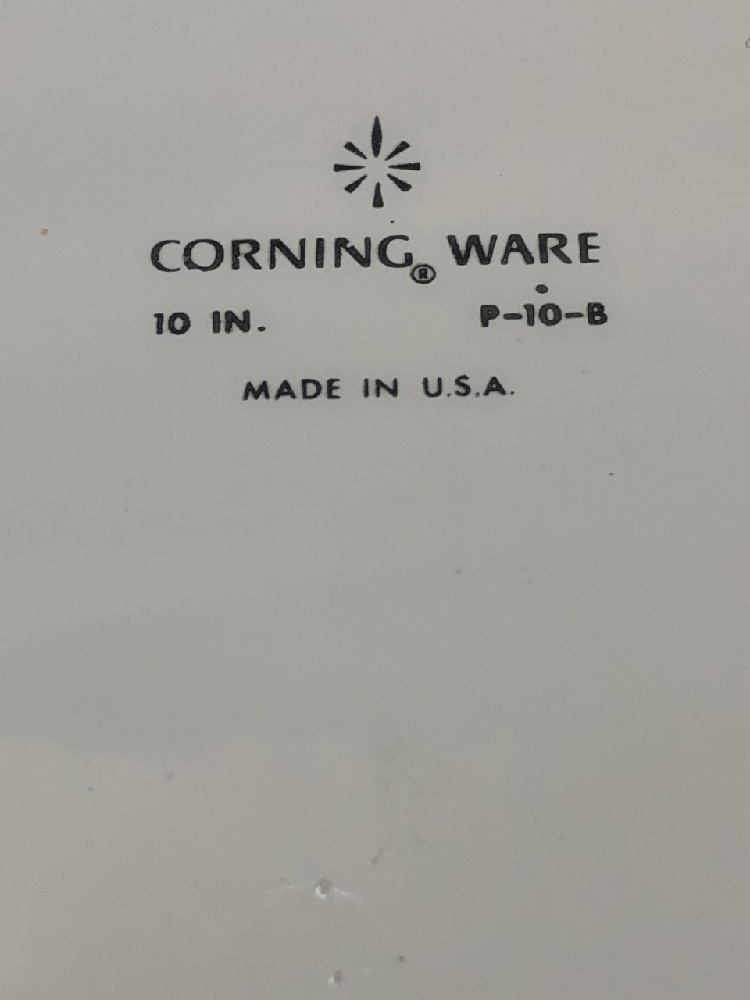 CORNING® WARE
10 IN. P-10-B
MADE IN U.S.A.